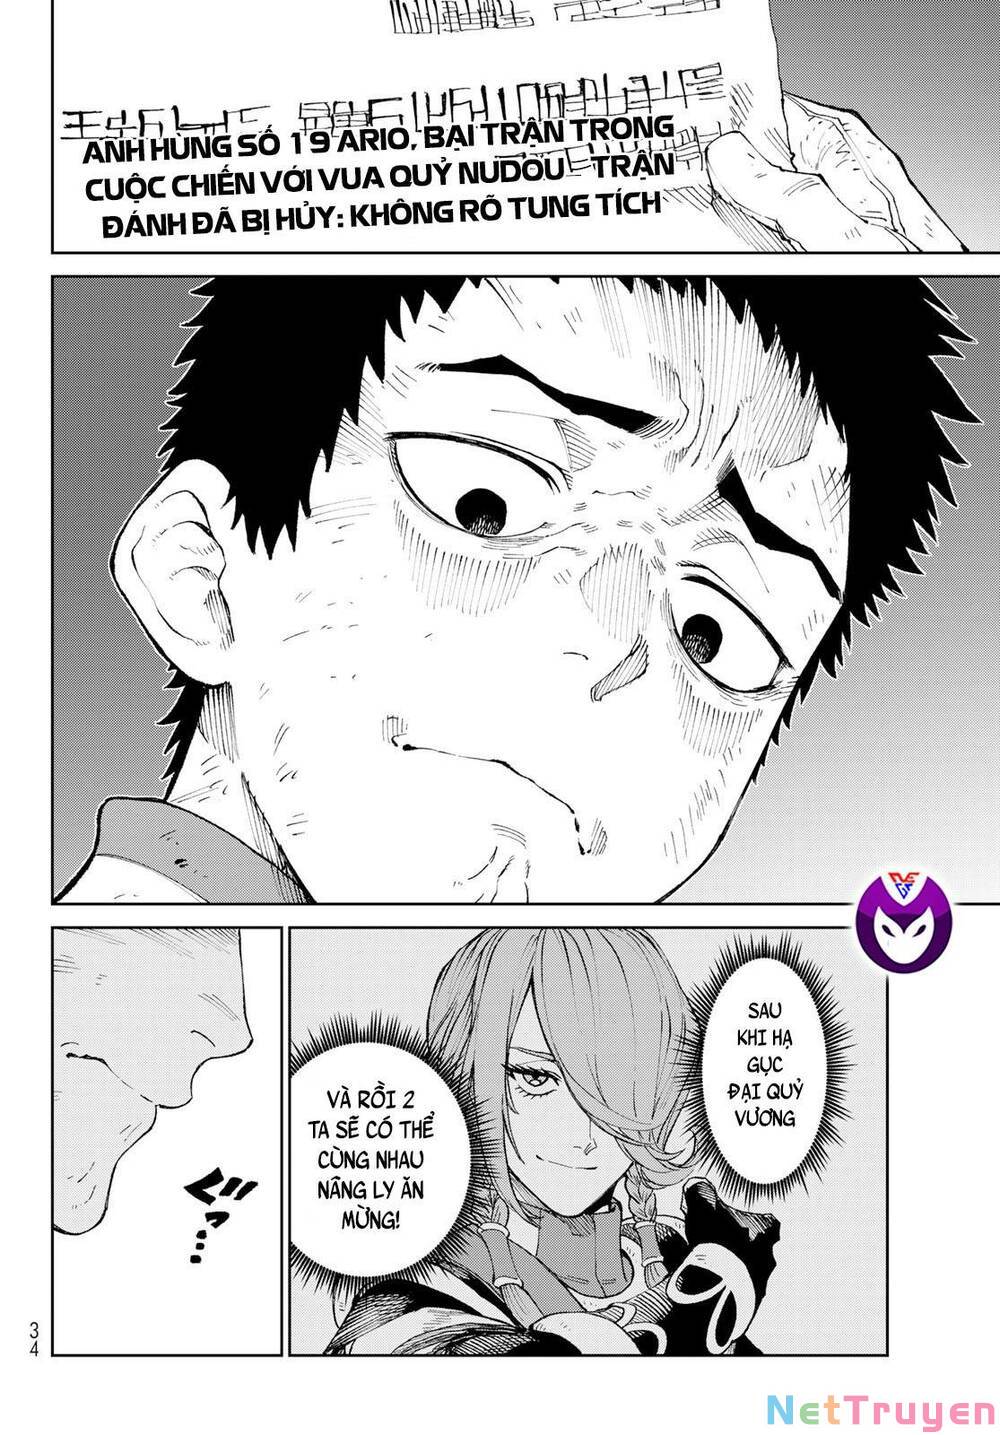 ANH HÙNG SỐ 19 ARIO, BẠI TRẬN TRONG
CUỘC CHIẾN VỚI VUA QUỶ NUDOU TRẬN
ĐÁNH ĐÃ BỊ HỦY: KHÔNG RÕ TUNG TÍCH
SAU
KHI HẠ
GỤC
ĐẠI QUỶ
VƯƠNG
VÀ RỒI 2
TA SẼ CÓ THỂ
CÙNG NHAU
NÂNG LY ĂN
MỪNG!
グッ…
34
NetTruyen